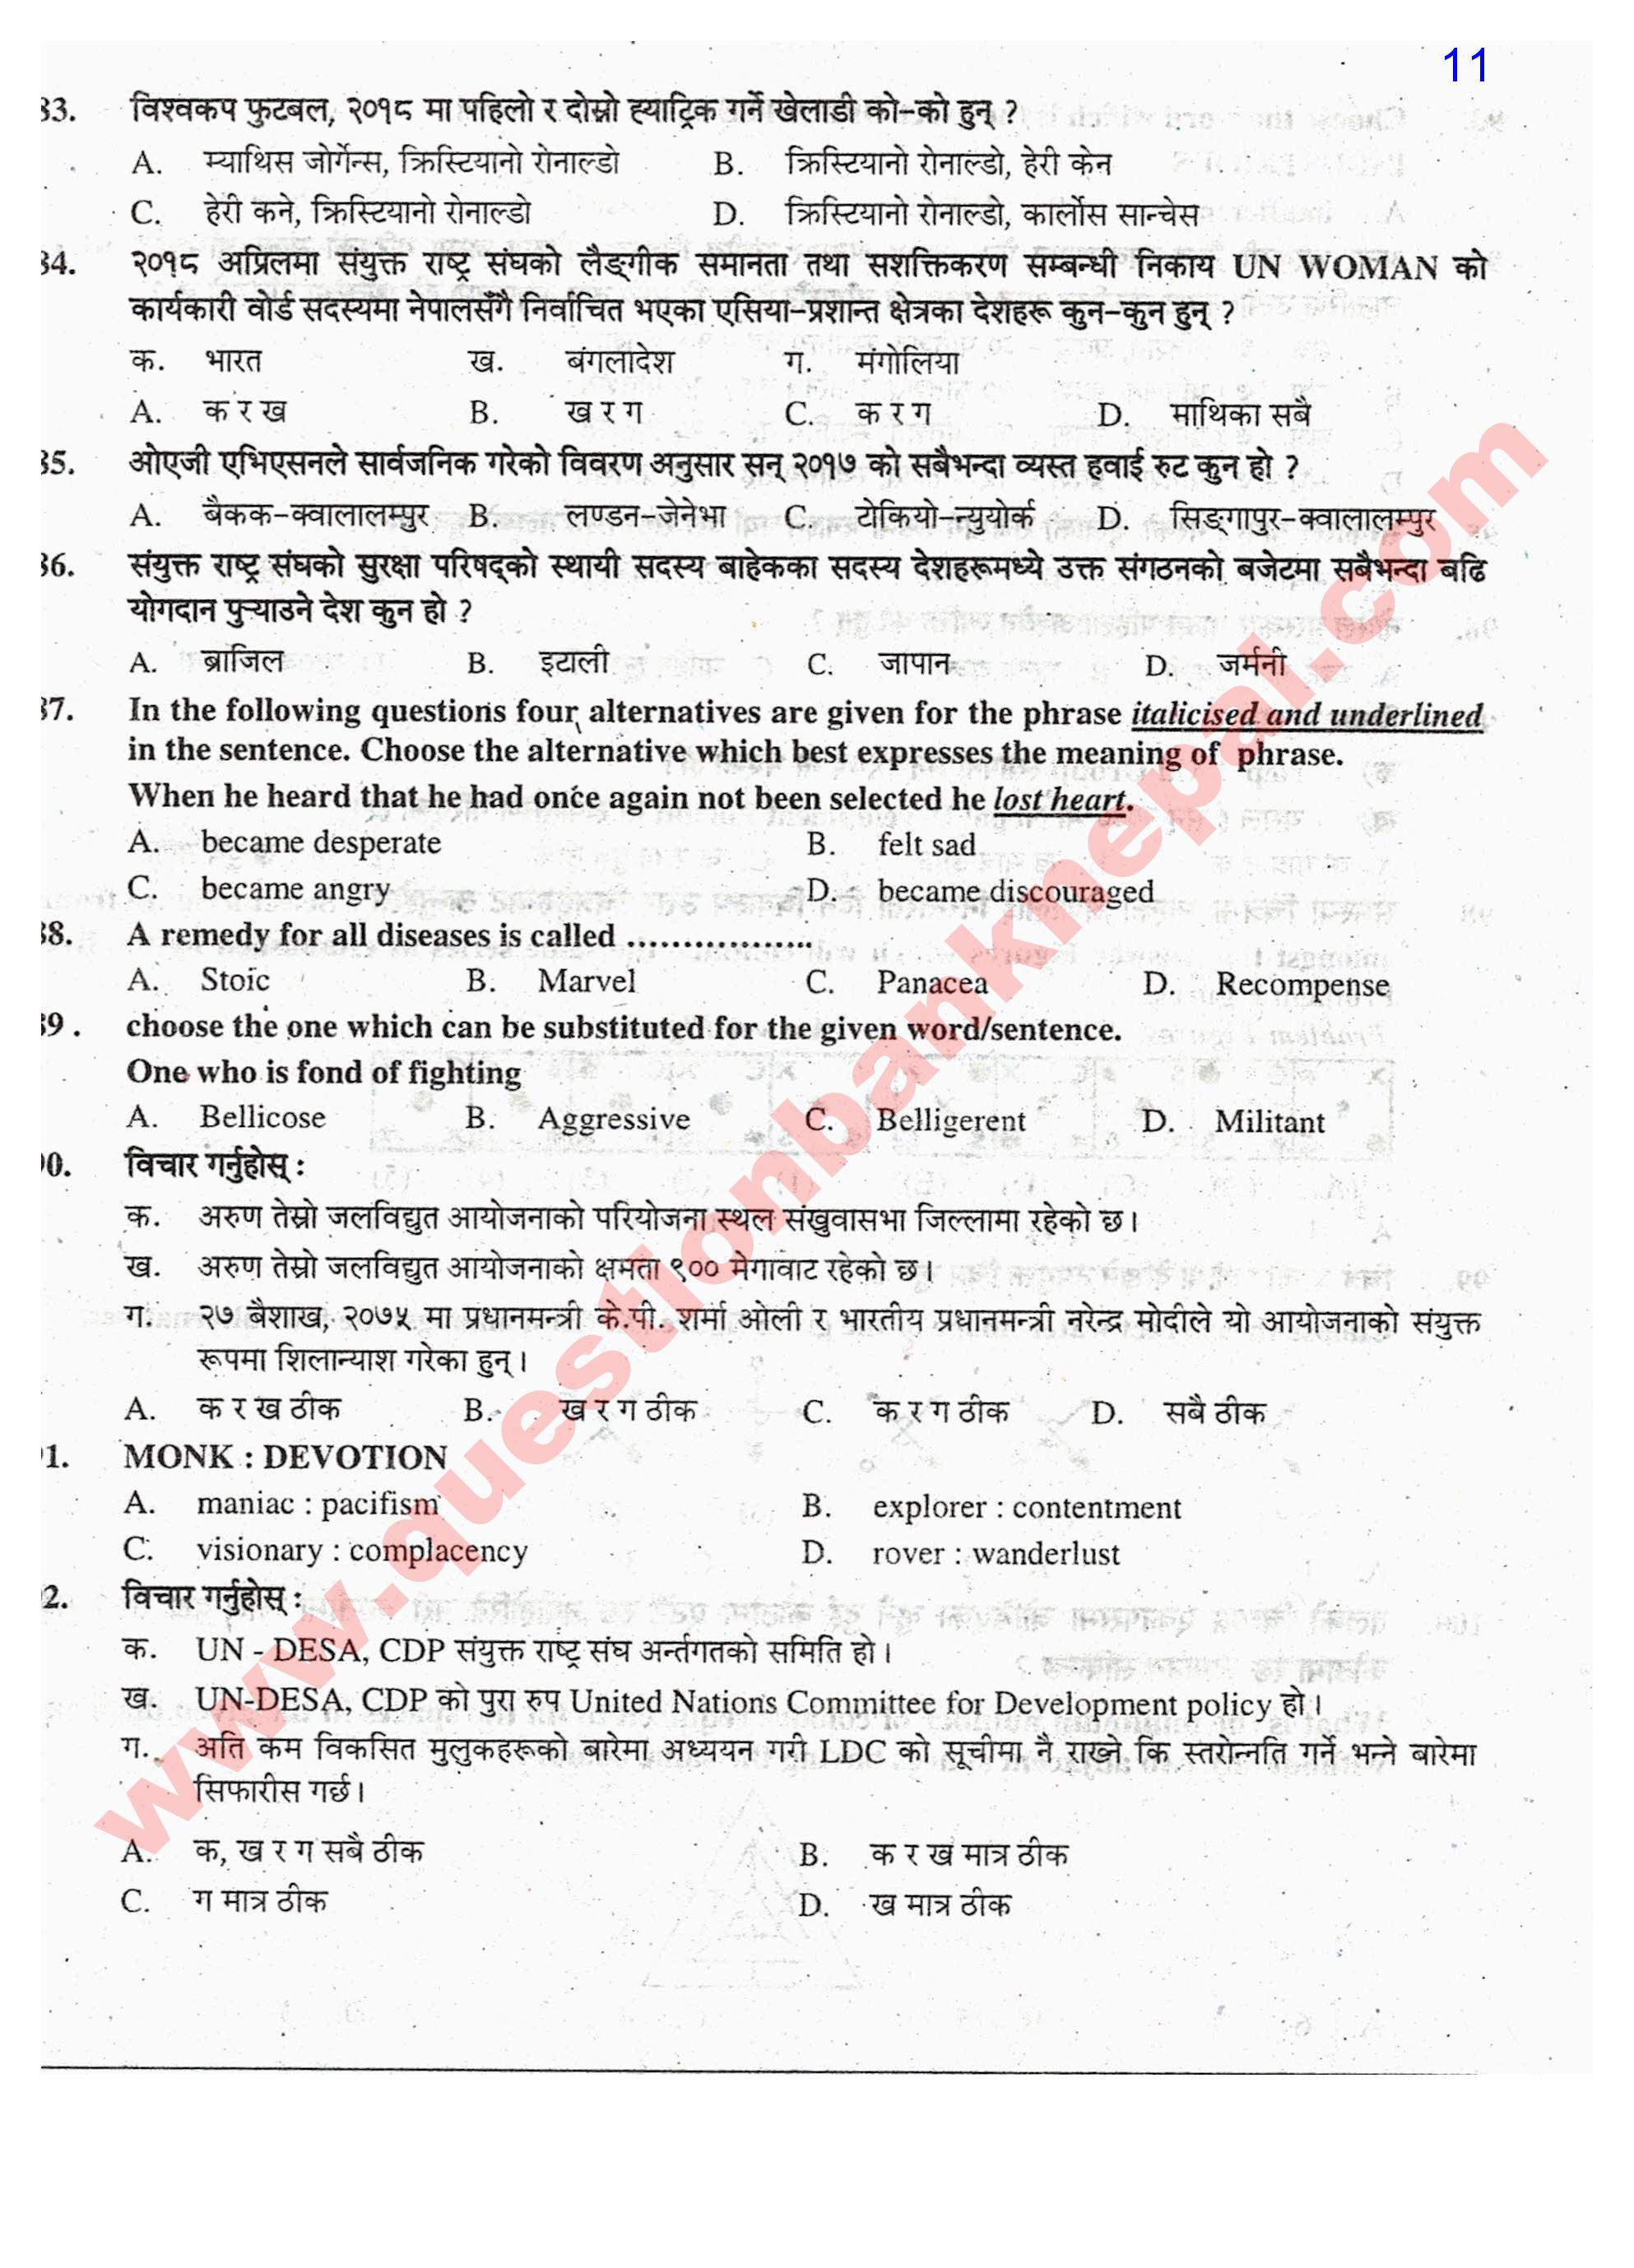 11
33. विश्वकप फुटबल, २०१८ मा पहिलो र दोस्रो ह्याट्रिक गर्ने खेलाडी को-को हुन् ?
A. म्याथिस जोर्गेन्स, क्रिस्टियानो रोनाल्डो B. क्रिस्टियानो रोनाल्डो, हेरी केन
C. हेरी कने, क्रिस्टियानो रोनाल्डो D. क्रिस्टियानो रोनाल्डो, कार्लोस सान्चेस
34. २०१८ अप्रिलमा संयुक्त राष्ट्र संघको लैङ्गीक समानता तथा सशक्तिकरण सम्बन्धी निकाय UN WOMAN को
कार्यकारी वोर्ड सदस्यमा नेपालसँगै निर्वाचित भएका एसिया-प्रशान्त क्षेत्रका देशहरू कुन-कुन हुन् ?
क. भारत ख. बंगलादेश ग. मंगोलिया
A. क र ख B. ख र ग C. क र ग D. माथिका सबै
35. ओएजी एभिएसनले सार्वजनिक गरेको विवरण अनुसार सन् २०१७ को सबैभन्दा व्यस्त हवाई रुट कुन हो ?
A. बैकक-क्वालालम्पुर B. लण्डन-जेनेभा C. टोकियो-न्युयोर्क D. सिङ्गापुर-क्वालालम्पुर
36. संयुक्त राष्ट्र संघको सुरक्षा परिषद्को स्थायी सदस्य बाहेकका सदस्य देशहरूमध्ये उक्त संगठनको बजेटमा सबैभन्दा बढि
योगदान पुऱ्याउने देश कुन हो ?
A. ब्राजिल B. इटाली C. जापान D. जर्मनी
37. In the following questions four alternatives are given for the phrase italicised and underlined
in the sentence. Choose the alternative which best expresses the meaning of phrase.
When he heard that he had once again not been selected he lost heart.
A. became desperate B. felt sad
C. became angry D. became discouraged
38. A remedy for all diseases is called .................
A. Stoic B. Marvel C. Panacea D. Recompense
39 . choose the one which can be substituted for the given word/sentence.
One who is fond of fighting
A. Bellicose B. Aggressive C. Belligerent D. Militant
0. विचार गर्नुहोस् :
क. अरुण तेस्रो जलविद्युत आयोजनाको परियोजना स्थल संखुवासभा जिल्लामा रहेको छ।
ख. अरुण तेस्रो जलविद्युत आयोजनाको क्षमता ९०० मेगावाट रहेको छ।
ग. २७ बैशाख, २०७५ मा प्रधानमन्त्री के.पी. शर्मा ओली र भारतीय प्रधानमन्त्री नरेन्द्र मोदीले यो आयोजनाको संयुक्त
रूपमा शिलान्याश गरेका हुन्।
A. क र ख ठीक B. ख र ग ठीक C. क र ग ठीक D. सबै ठीक
1. MONK : DEVOTION
A. maniac : pacifism B. explorer : contentment
C. visionary : complacency D. rover : wanderlust
2. विचार गर्नुहोस् :
क. UN - DESA, CDP संयुक्त राष्ट्र संघ अर्न्तगतको समिति हो।
ख. UN-DESA, CDP को पुरा रुप United Nations Committee for Development policy हो।
ग. अति कम विकसित मुलुकहरूको बारेमा अध्ययन गरी LDC को सूचीमा नै राख्ने कि स्तरोन्नति गर्ने भन्ने बारेमा
सिफारीस गर्छ।
A. क, ख र ग सबै ठीक B. क र ख मात्र ठीक
C. ग मात्र ठीक D. ख मात्र ठीक
www.questionbanknepal.com